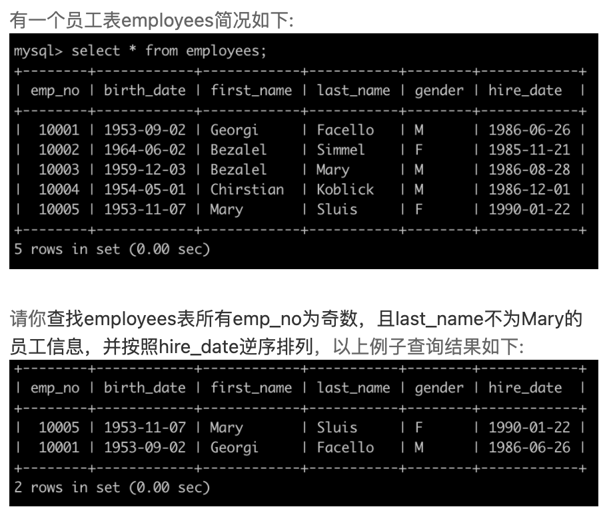 有一个员工表employees简况如下:
mysql> select * from employees;
+--------+------------+------------+-----------+--------+------------+
| emp_no | birth_date | first_name | last_name | gender | hire_date  |
+--------+------------+------------+-----------+--------+------------+
|  10001 | 1953-09-02 | Georgi     | Facello   | M      | 1986-06-26 |
|  10002 | 1964-06-02 | Bezalel    | Simmel    | F      | 1985-11-21 |
|  10003 | 1959-12-03 | Bezalel    | Mary      | M      | 1986-08-28 |
|  10004 | 1954-05-01 | Chirstian  | Koblick   | M      | 1986-12-01 |
|  10005 | 1953-11-07 | Mary       | Sluis     | F      | 1990-01-22 |
+--------+------------+------------+-----------+--------+------------+
5 rows in set (0.00 sec)
请你查找employees表所有emp_no为奇数，且last_name不为Mary的
员工信息，并按照hire_date逆序排列，以上例子查询结果如下:
+--------+------------+------------+-----------+--------+------------+
| emp_no | birth_date | first_name | last_name | gender | hire_date  |
+--------+------------+------------+-----------+--------+------------+
|  10005 | 1953-11-07 | Mary       | Sluis     | F      | 1990-01-22 |
|  10001 | 1953-09-02 | Georgi     | Facello   | M      | 1986-06-26 |
+--------+------------+------------+-----------+--------+------------+
2 rows in set (0.00 sec)